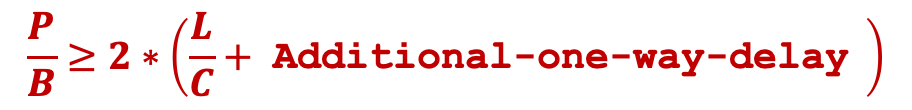 P/B ≥ 2 * (L/C + Additional-one-way-delay )